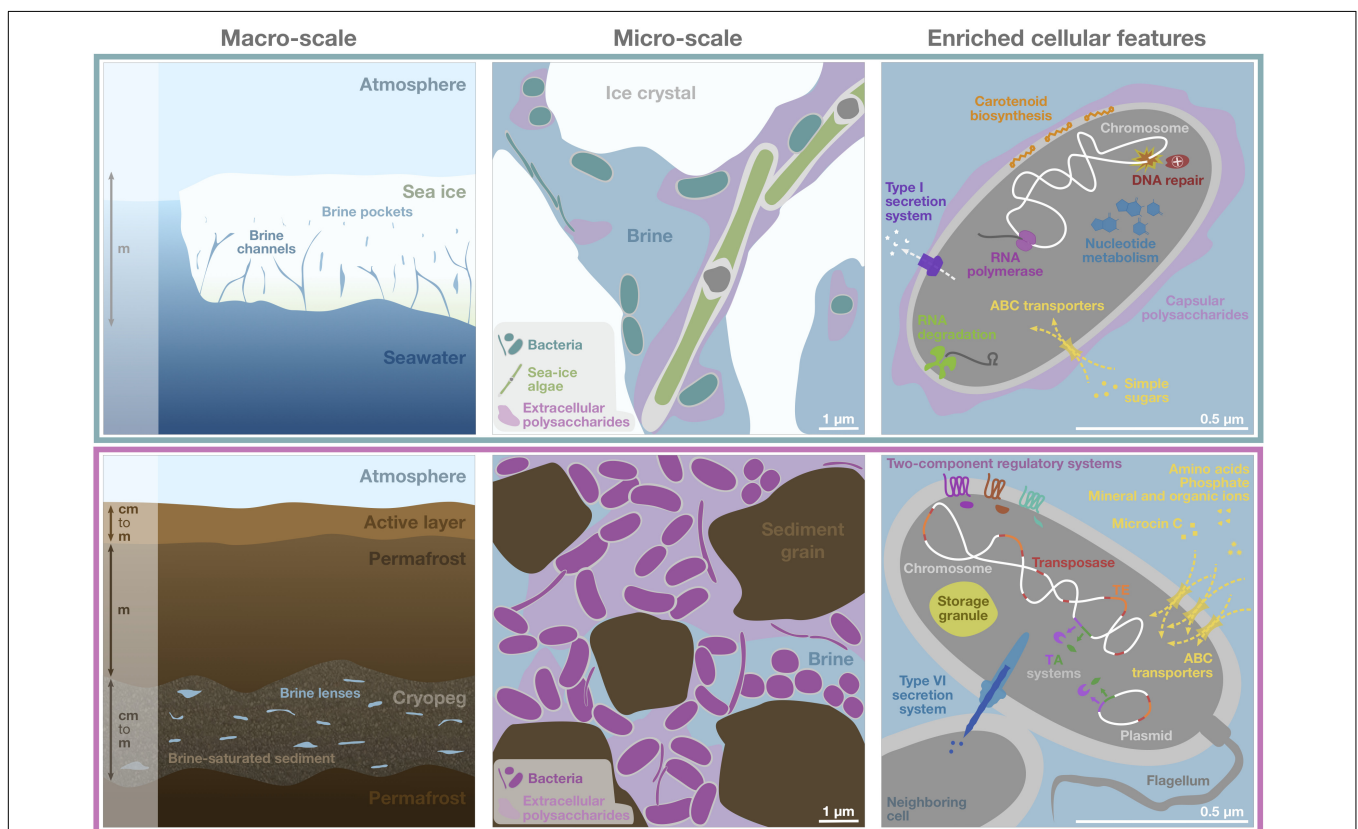 Macro-scale
Micro-scale
Enriched cellular features
Atmosphere
Sea ice
Brine pockets
Brine
channels
m
Seawater
Ice crystal
Brine
Bacteria
Sea-ice
algae
Extracellular
polysaccharides
1 µm
Carotenoid
biosynthesis
Chromosome
DNA repair
Type I
secretion
system
Nucleotide
metabolism
RNA
polymerase
ABC transporters
Capsular
polysaccharides
RNA
degradation
Simple
sugars
0.5 µm
Atmosphere
cm
to
m
Active layer
Permafrost
m
Brine lenses
Cryopeg
cm
to
m
Brine-saturated sediment
Permafrost
Sediment
grain
Brine
Bacteria
Extracellular
polysaccharides
1 µm
Two-component regulatory systems
Amino acids
Phosphate
Mineral and organic ions
Microcin C
Chromosome
Transposase
Storage
granule
TA
systems
ABC
transporters
Type VI
secretion
system
Plasmid
Flagellum
Neighboring
cell
0.5 µm